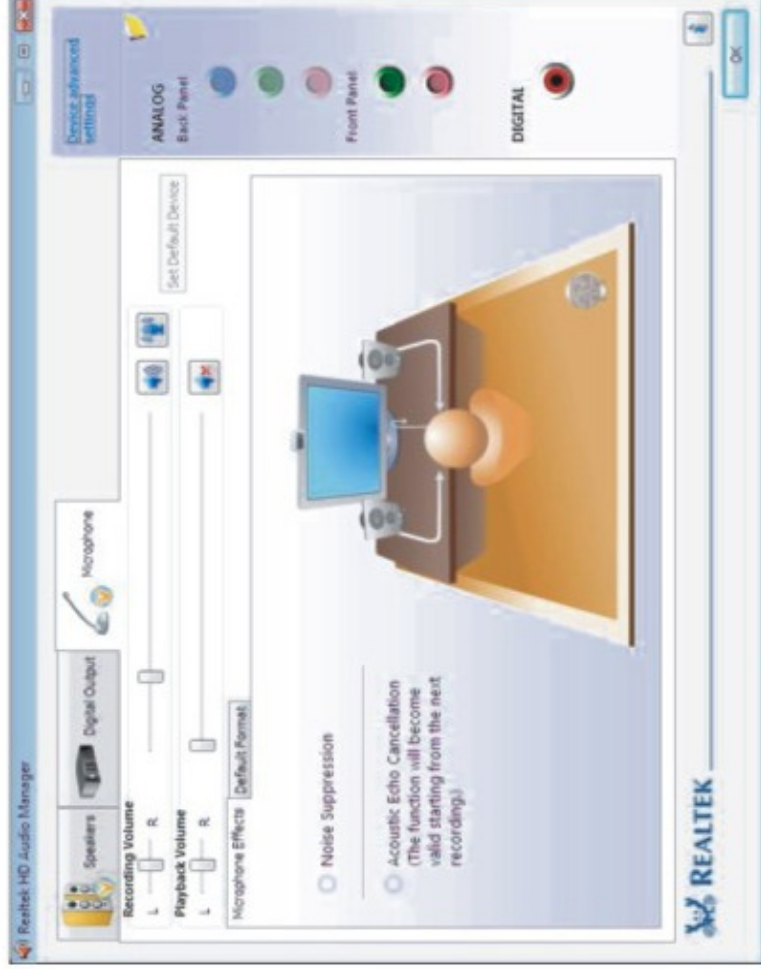 Realtek HD Audio Manager
Speakers
Digital Output
Microphone
Device advanced
settings
Recording Volume
L
R
Set Default Device
Playback Volume
L
R
Microphone Effects
Default Format
Noise Suppression
Acoustic Echo Cancellation
(The function will become
valid starting from the next
recording.)
ANALOG
Back Panel
Front Panel
DIGITAL
REALTEK
OK